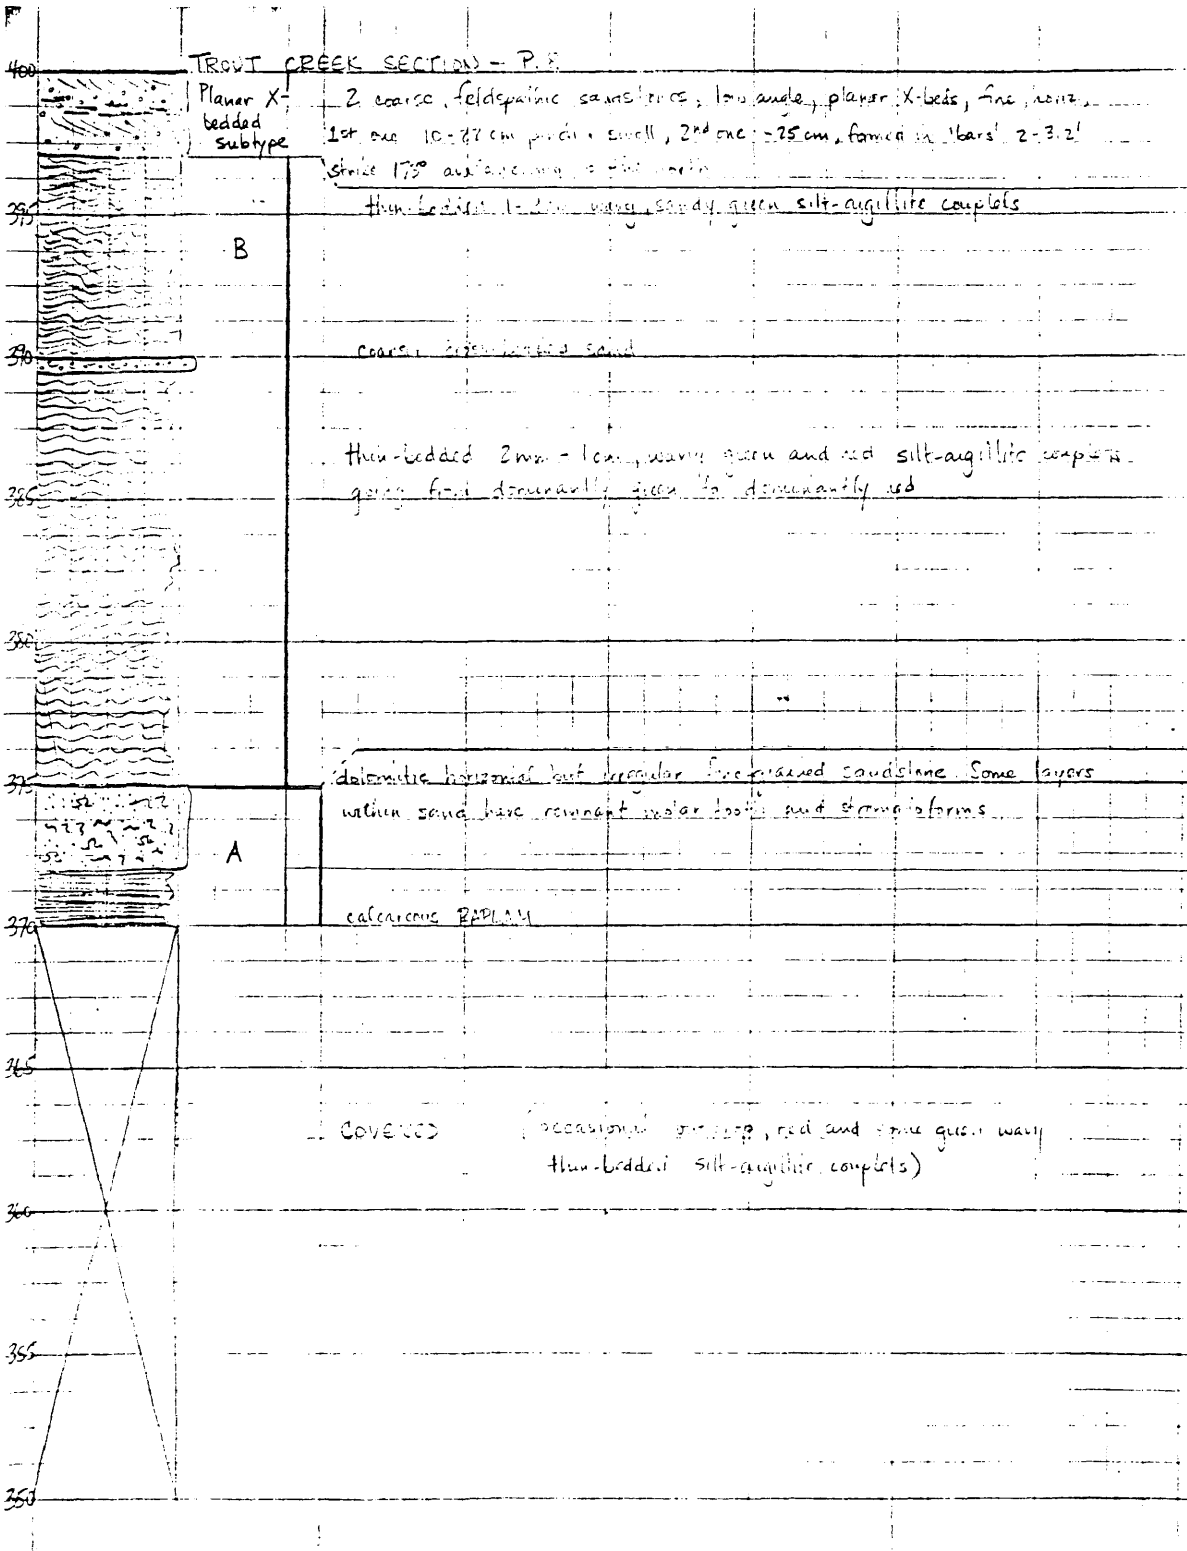 TROUT CREEK SECTION - P. 8
400
Planar X-
bedded
subtype
2 coarse, feldspathic sandstones, low angle, planar X-beds, fine, horiz.
1st one 10-22 cm pinch + swell, 2nd one -25 cm, formed in 'bars' 2-3.2'
strike 175°
395
thin-bedded wavy, sandy green silt-argillite couplets
B
390
coarse sand
thin-bedded 2mm - 1cm, wavy green and red silt-argillite couplets
going from dominantly green to dominantly red
385
380
375
dolomitic horizontal but irregular fine-grained sandstone. Some layers
within sand have remnant molar tooth and stromatoforms
A
calcareous
370
365
COVERED (occasional outcrop, red and some green wavy
thin-bedded silt-argillite couplets)
360
355
350